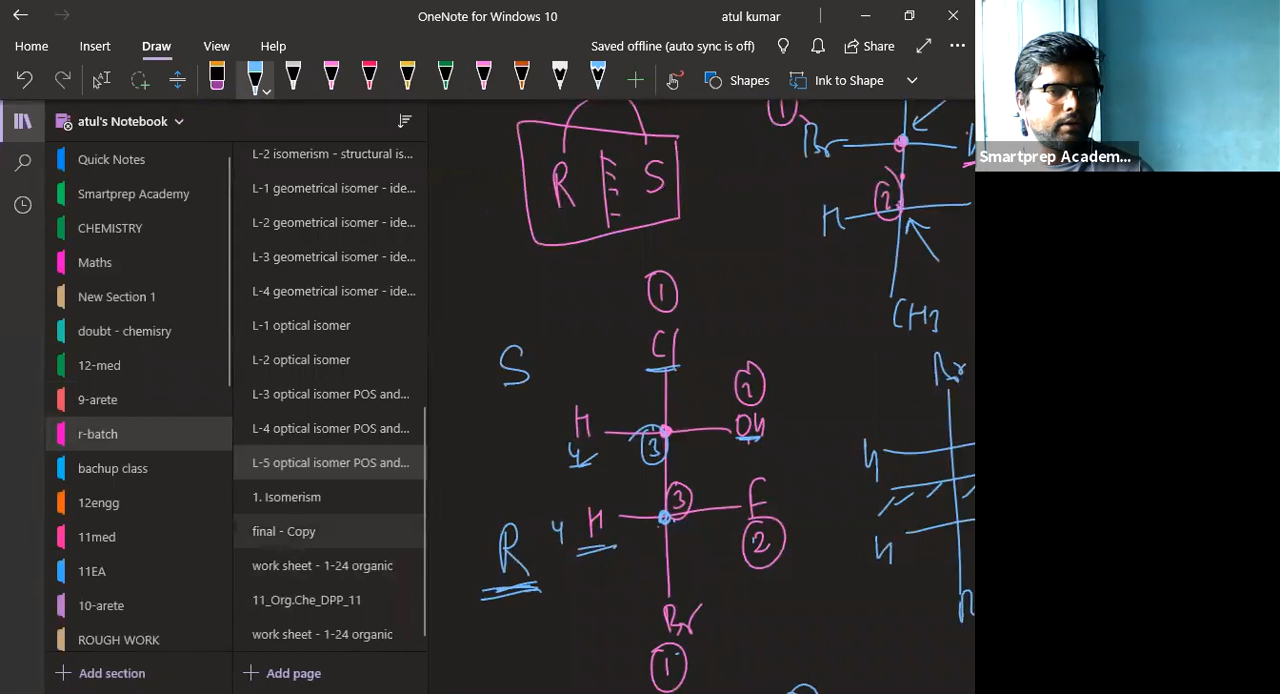 OneNote for Windows 10
atul kumar
Home
Insert
Draw
View
Help
Saved offline (auto sync is off)
Share
Shapes
Ink to Shape
atul's Notebook
Quick Notes
Smartprep Academy
CHEMISTRY
Maths
New Section 1
doubt - chemisry
12-med
9-arete
r-batch
bachup class
12engg
11med
11EA
10-arete
ROUGH WORK
Add section
L-2 isomerism - structural is...
L-1 geometrical isomer - ide...
L-2 geometrical isomer - ide...
L-3 geometrical isomer - ide...
L-4 geometrical isomer - ide...
L-1 optical isomer
L-2 optical isomer
L-3 optical isomer POS and...
L-4 optical isomer POS and...
L-5 optical isomer POS and...
1. Isomerism
final - Copy
work sheet - 1-24 organic
11_Org.Che_DPP_11
work sheet - 1-24 organic
Add page
R S
1
Br
2
H
CH3
1
Cl
S
2
H OH
4 3
3 F
4 H
R 2
Br
1
Br
H
H
Smartprep Academ...